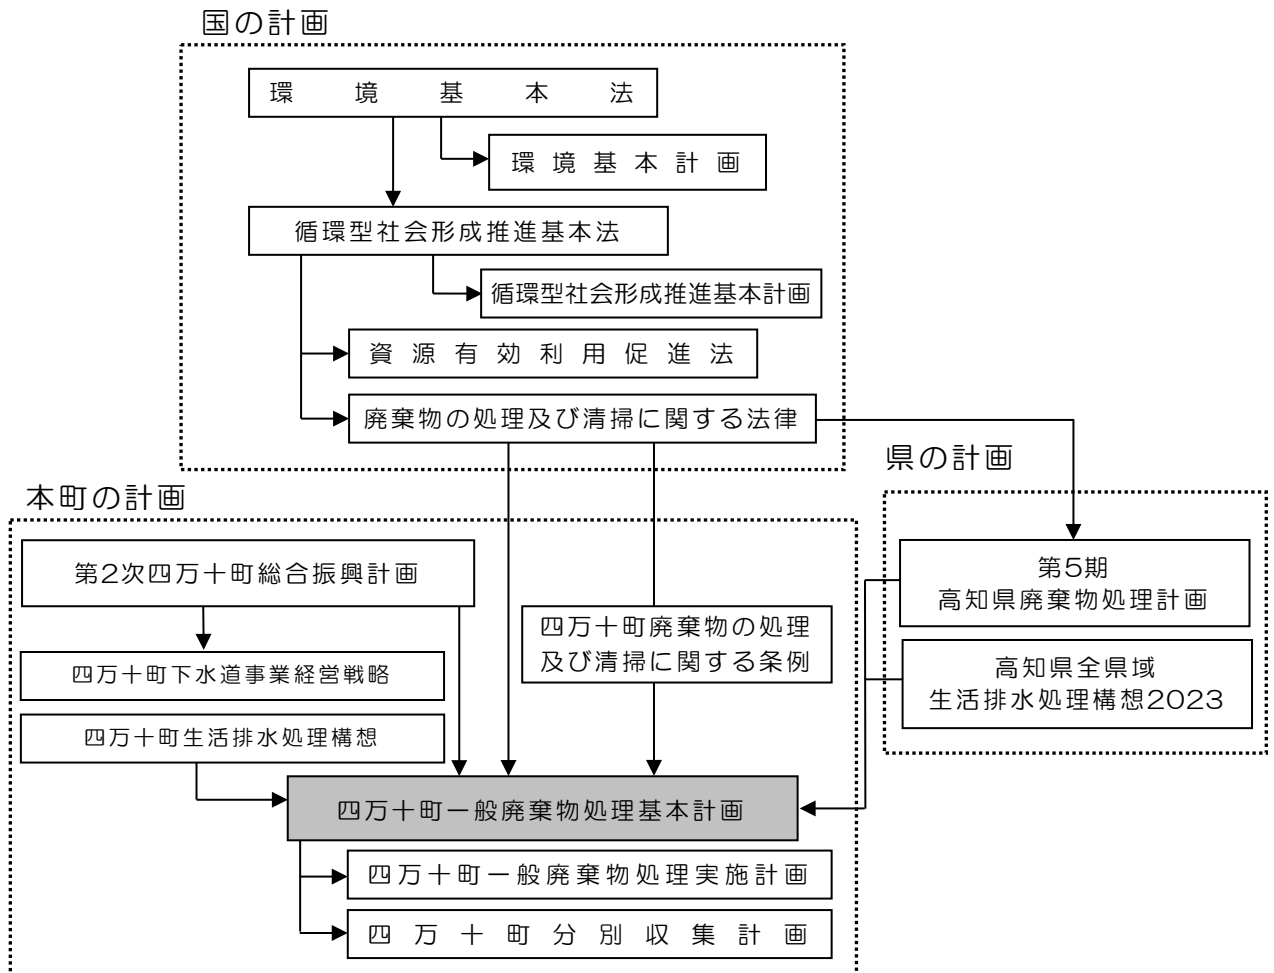 国の計画
環境基本法
環境基本計画
循環型社会形成推進基本法
循環型社会形成推進基本計画
資源有効利用促進法
廃棄物の処理及び清掃に関する法律
県の計画
第5期
高知県廃棄物処理計画
高知県全県域
生活排水処理構想2023
本町の計画
第2次四万十町総合振興計画
四万十町下水道事業経営戦略
四万十町生活排水処理構想
四万十町廃棄物の処理
及び清掃に関する条例
四万十町一般廃棄物処理基本計画
四万十町一般廃棄物処理実施計画
四万十町分別収集計画